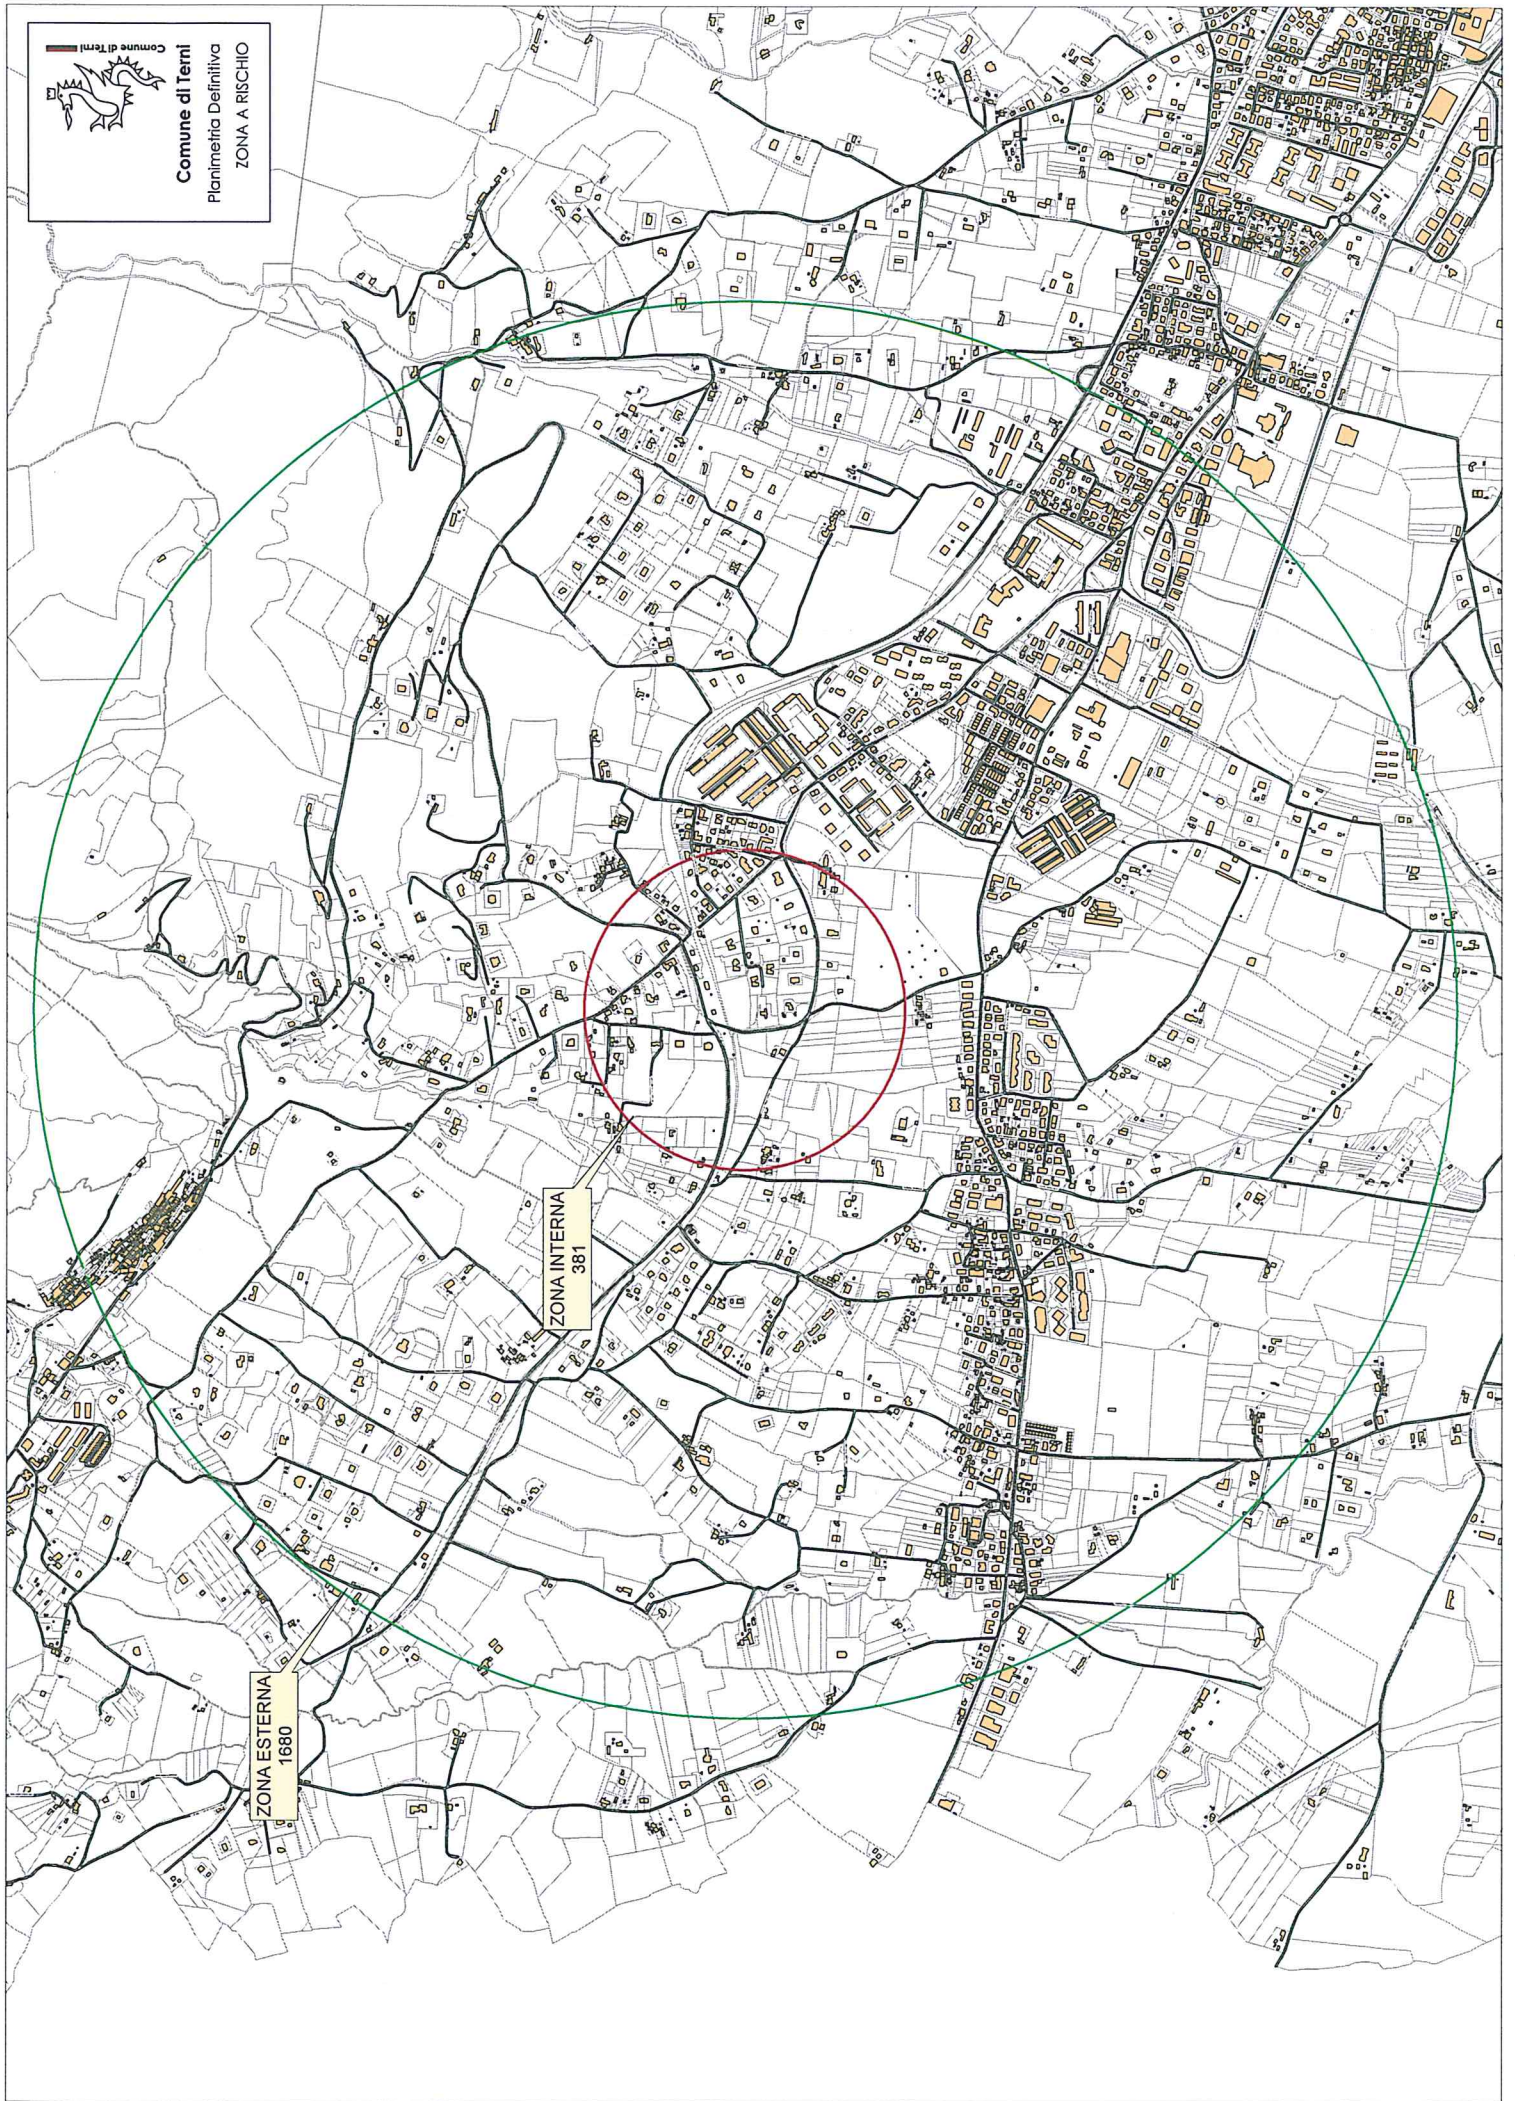 Comune di Terni
Comune di Terni
Planimetria Definitiva
ZONA A RISCHIO
ZONA INTERNA
381
ZONA ESTERNA
1680